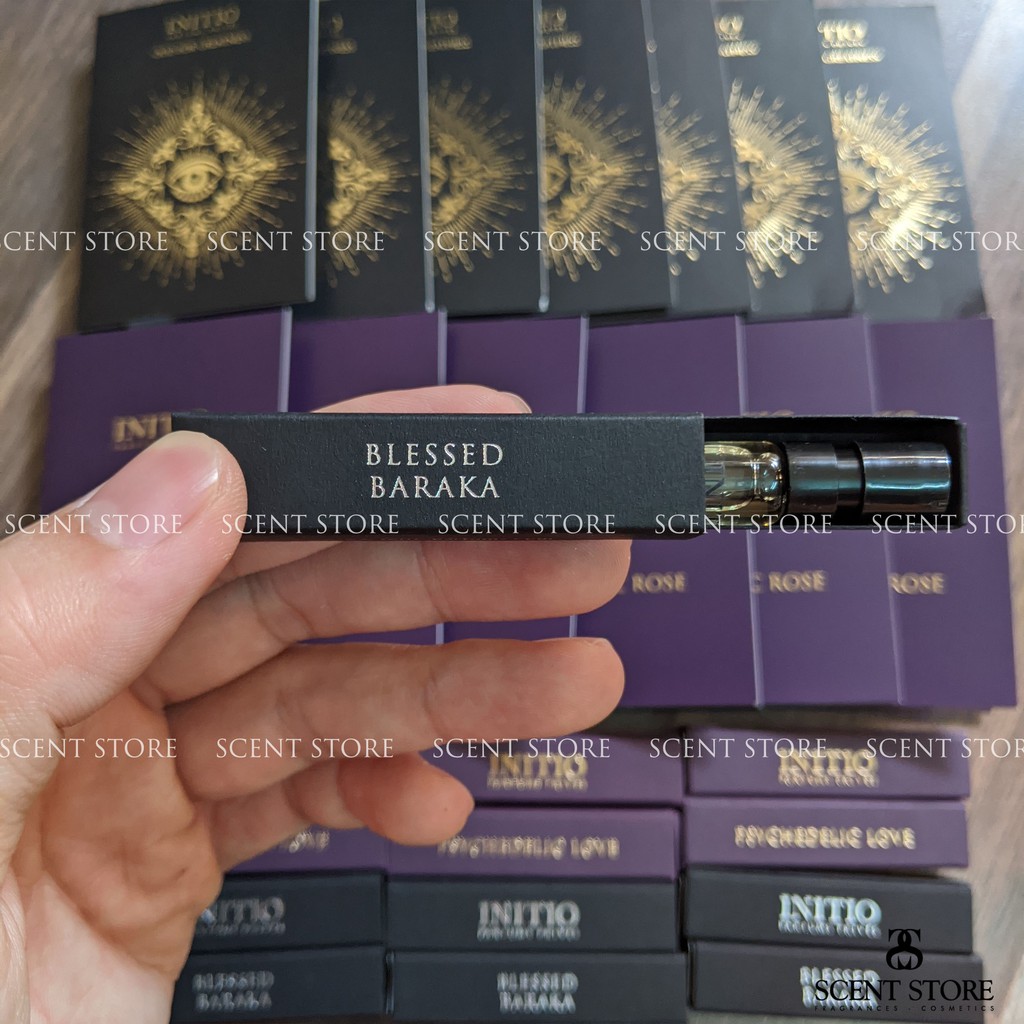 INITIO
SCENT STORE SCENT STORE SCENT STORE SCENT STORE SCENT STORE
BLESSED
BARAKA
SCENT STORE SCENT STORE SCENT STORE SCENT STORE SCENT STORE
ROSE
C ROSE
ROSE
SCENT STORE SCENT STORE SCENT STORE SCENT STORE SCENT STORE
INITIO
INITIO
LOVE
PSYCHEDELIC LOVE
PSYCHEDELIC LOVE
INITIO
INITIO
INITIO
BLESSED
BARAKA
BLESSED
BARAKA
BLESSED
BARAKA
SCENT STORE
FRAGRANCES - COSMETICS